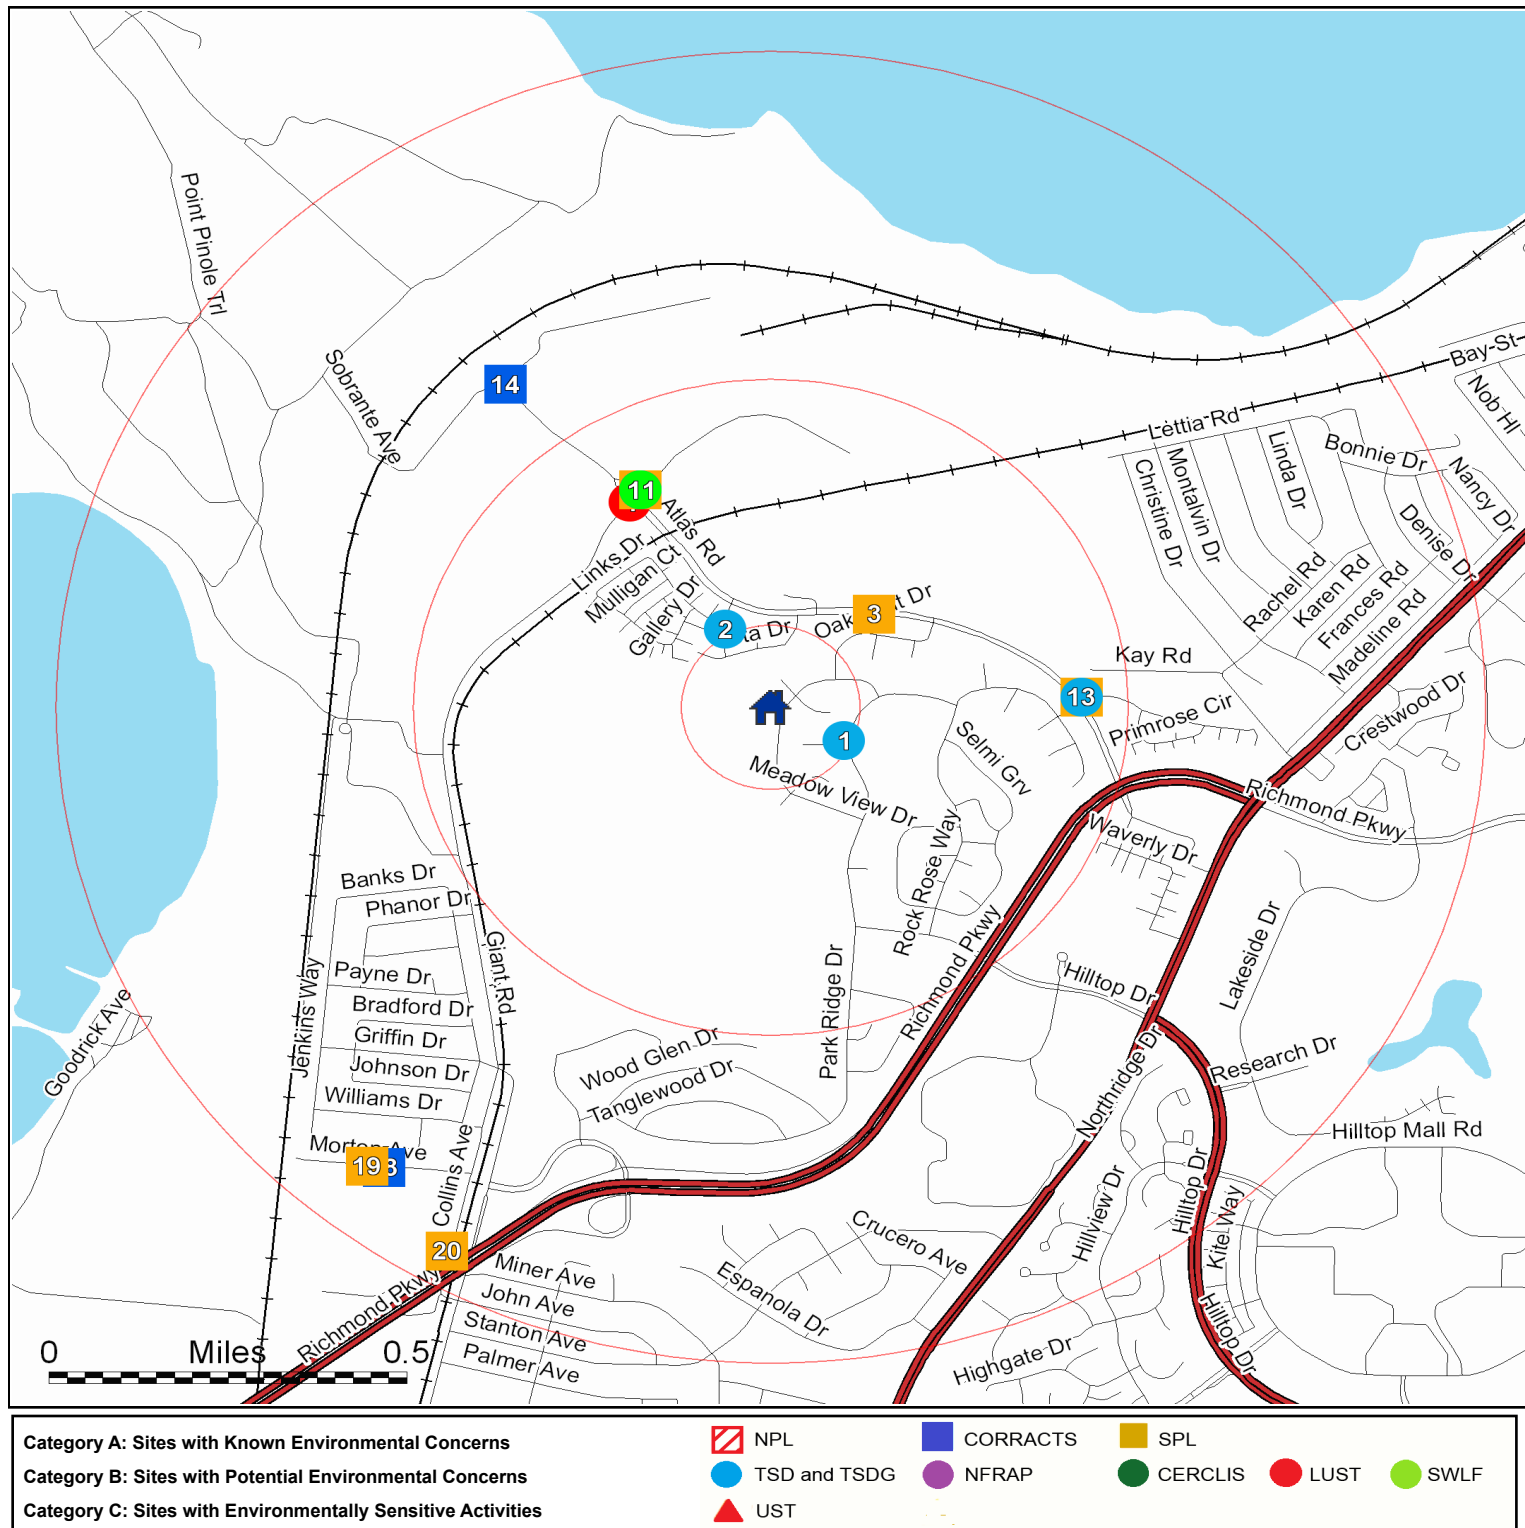 Point Pinole Trl
Sobrante Ave
14
11
Atlas Rd
Links Dr
Mulligan Ct
Gallery Dr
2
ta Dr
3
Dr
Lettia Rd
Bay St
Nob Hl
Bonnie Dr
Nancy Dr
Linda Dr
Montalvin Dr
Christine Dr
Denise Dr
Rachel Rd
Karen Rd
Frances Rd
Madeline Rd
Kay Rd
13
Primrose Cir
Crestwood Dr
1
Meadow View Dr
Selmi Grv
Richmond Pkwy
Waverly Dr
Rock Rose Way
Richmond Pkwy
Banks Dr
Phanor Dr
Giant Rd
Payne Dr
Bradford Dr
Griffin Dr
Johnson Dr
Williams Dr
Morton Ave
Jenkins Way
Goodrick Ave
19
Collins Ave
20
Park Ridge Dr
Wood Glen Dr
Tanglewood Dr
Hilltop Dr
Lakeside Dr
Research Dr
Northridge Dr
Hilltop Mall Rd
Hillview Dr
Hilltop Dr
Kite Way
Crucero Ave
Espanola Dr
Miner Ave
John Ave
Stanton Ave
Palmer Ave
Richmond Pkwy
Highgate Dr
Hilltop Dr
0 Miles 0.5
Category A: Sites with Known Environmental Concerns
Category B: Sites with Potential Environmental Concerns
Category C: Sites with Environmentally Sensitive Activities
NPL CORRACTS SPL
TSD and TSDG NFRAP CERCLIS LUST SWLF
UST